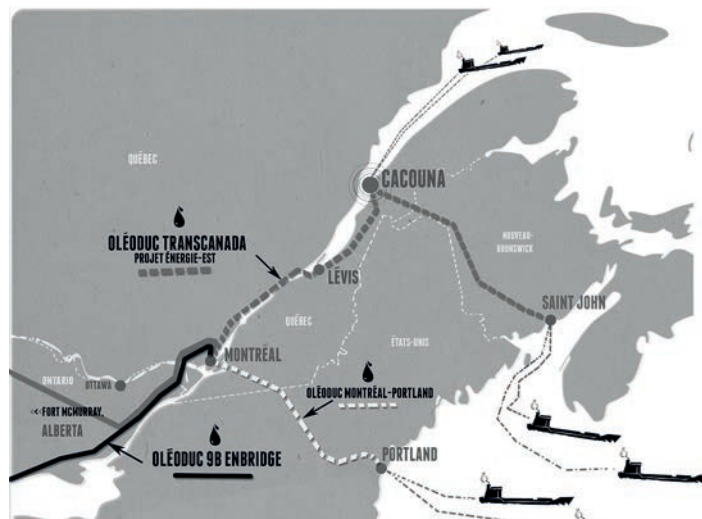 QUÉBEC
CACOUNA
OLÉODUC TRANSCANADA
PROJET ÉNERGIE-EST
NOUVEAU-
BRUNSWICK
LÉVIS
SAINT JOHN
QUÉBEC
ÉTATS-UNIS
MONTRÉAL
ONTARIO
OTTAWA
OLÉODUC MONTRÉAL-PORTLAND
<<< FORT MCMURRAY,
ALBERTA
OLÉODUC 9B ENBRIDGE
PORTLAND